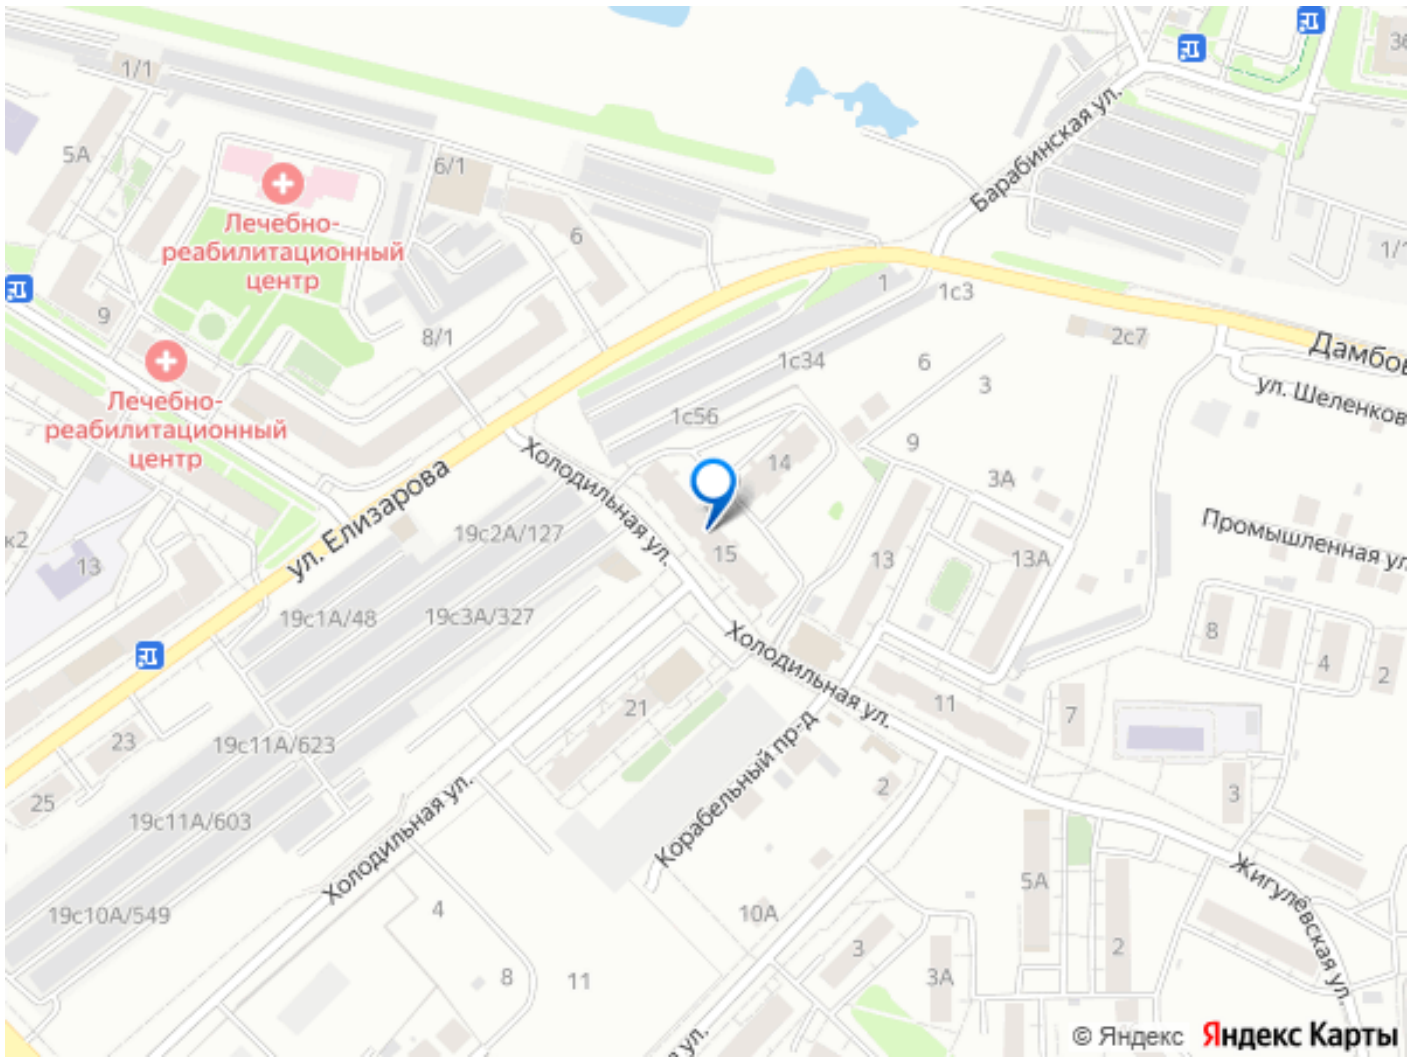 1/1
36
5А
6/1
Барабинская ул.
Лечебно-
реабилитационный
центр
6
1/1
1
1с3
9
8/1
2с7
Дамбов
1с34
6
3
ул. Шеленков
Лечебно-
реабилитационный
центр
1с56
9
Холодильная ул.
14
3А
ул. Елизарова
к2
13
19с2А/127
15
13
13А
Промышленная ул.
19с1А/48
19с3А/327
Холодильная ул.
8
4
2
21
11
7
23
19с11А/623
Корабельный пр-д
2
3
25
19с11А/603
Холодильная ул.
5А
Жигулёвская ул.
19с10А/549
4
10А
3
3А
2
8
11
ул.
© Яндекс Яндекс Карты